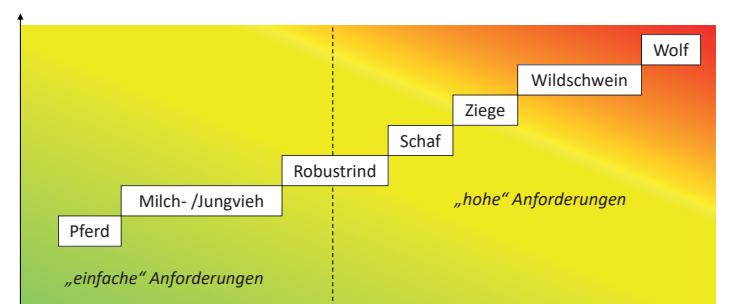 Wolf
Wildschwein
Ziege
Schaf
Robustrind
Milch- /Jungvieh
„hohe“ Anforderungen
Pferd
„einfache“ Anforderungen